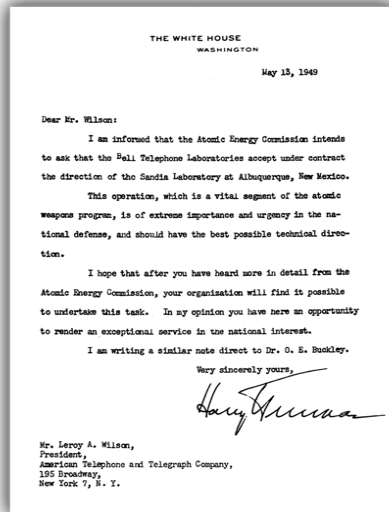 THE WHITE HOUSE
WASHINGTON
May 13, 1949
Dear Mr. Wilson:
I am informed that the Atomic Energy Commission intends
to ask that the Bell Telephone Laboratories accept under contract
the direction of the Sandia Laboratory at Albuquerque, New Mexico.
This operation, which is a vital segment of the atomic
weapons program, is of extreme importance and urgency in the na-
tional defense, and should have the best possible technical direc-
tion.
I hope that after you have heard more in detail from the
Atomic Energy Commission, your organization will find it possible
to undertake this task. In my opinion you have here an opportunity
to render an exceptional service in the national interest.
I am writing a similar note direct to Dr. O. E. Buckley.
Very sincerely yours,
Harry Truman
Mr. Leroy A. Wilson,
President,
American Telephone and Telegraph Company,
195 Broadway,
New York 7, N. Y.